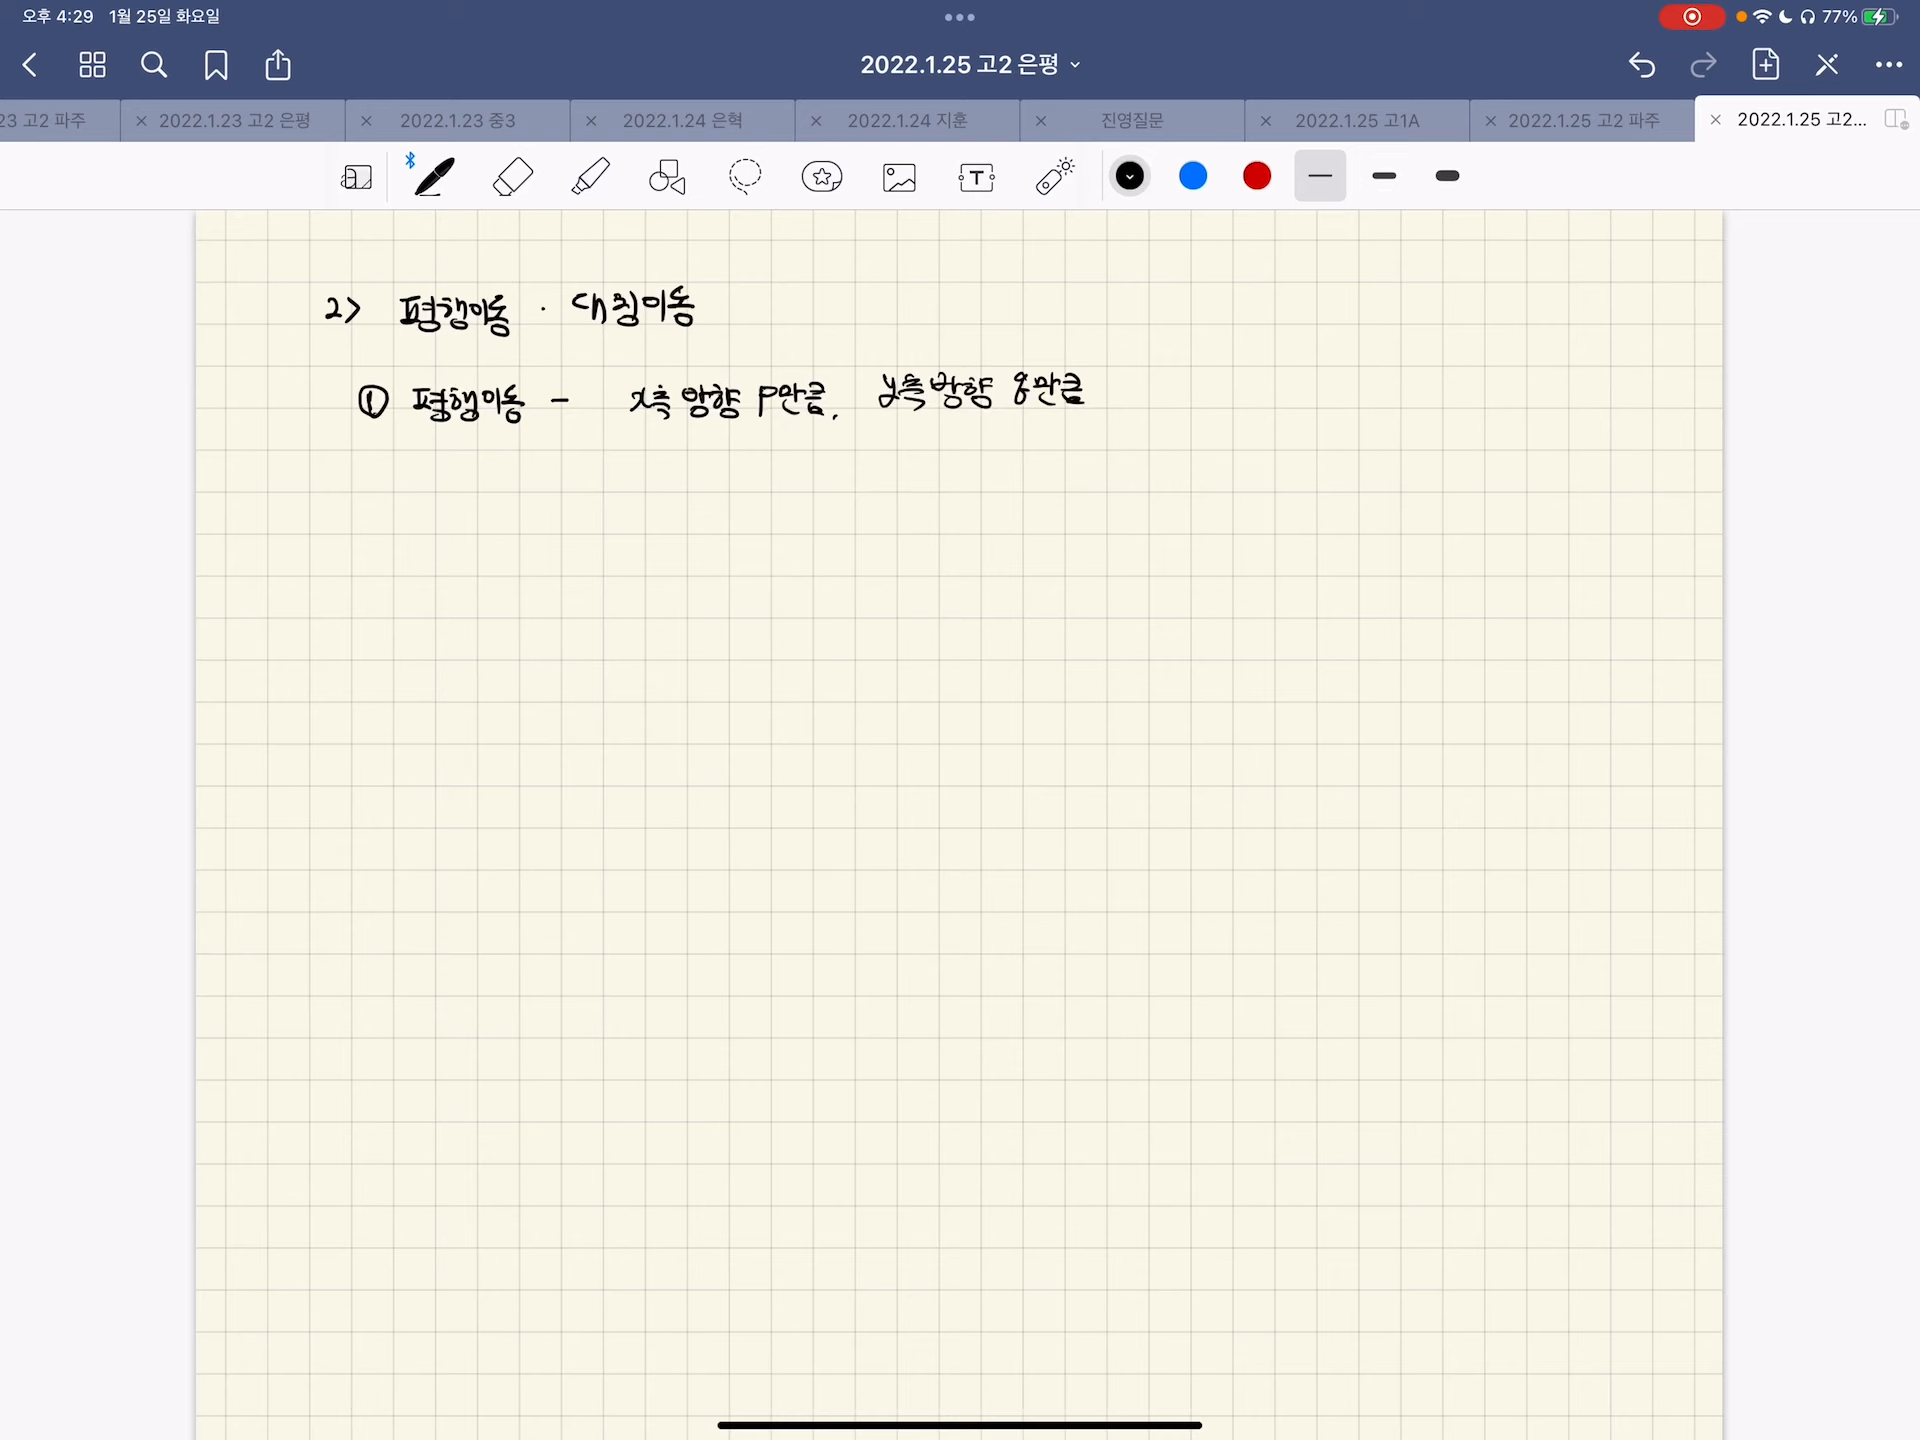 오후 4:29 1월 25일 화요일
77%
2022.1.25 고2 은평
23 고2 파주
2022.1.23 고2 은평
2022.1.23 중3
2022.1.24 은혁
2022.1.24 지훈
진영질문
2022.1.25 고1A
2022.1.25 고2 파주
2022.1.25 고2...
2> 평행이동 · 대칭이동
① 평행이동 - x축 방향 p만큼, y축방향 q만큼